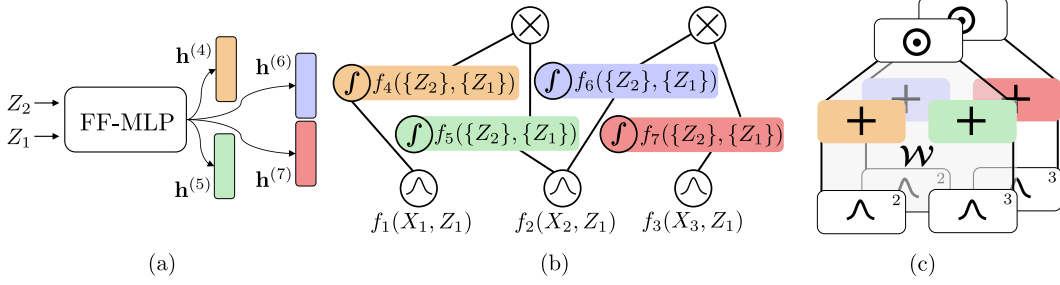 Z₂
Z₁
FF-MLP
h⁽⁴⁾
h⁽⁶⁾
h⁽⁵⁾
h⁽⁷⁾
(a)
×
×
∫ f₄({Z₂}, {Z₁})
∫ f₆({Z₂}, {Z₁})
∫ f₅({Z₂}, {Z₁})
∫ f₇({Z₂}, {Z₁})
f₁(X₁, Z₁)
f₂(X₂, Z₁)
f₃(X₃, Z₁)
(b)
⊙
⊙
+
+
+
+
𝒲
2
3
2
3
(c)